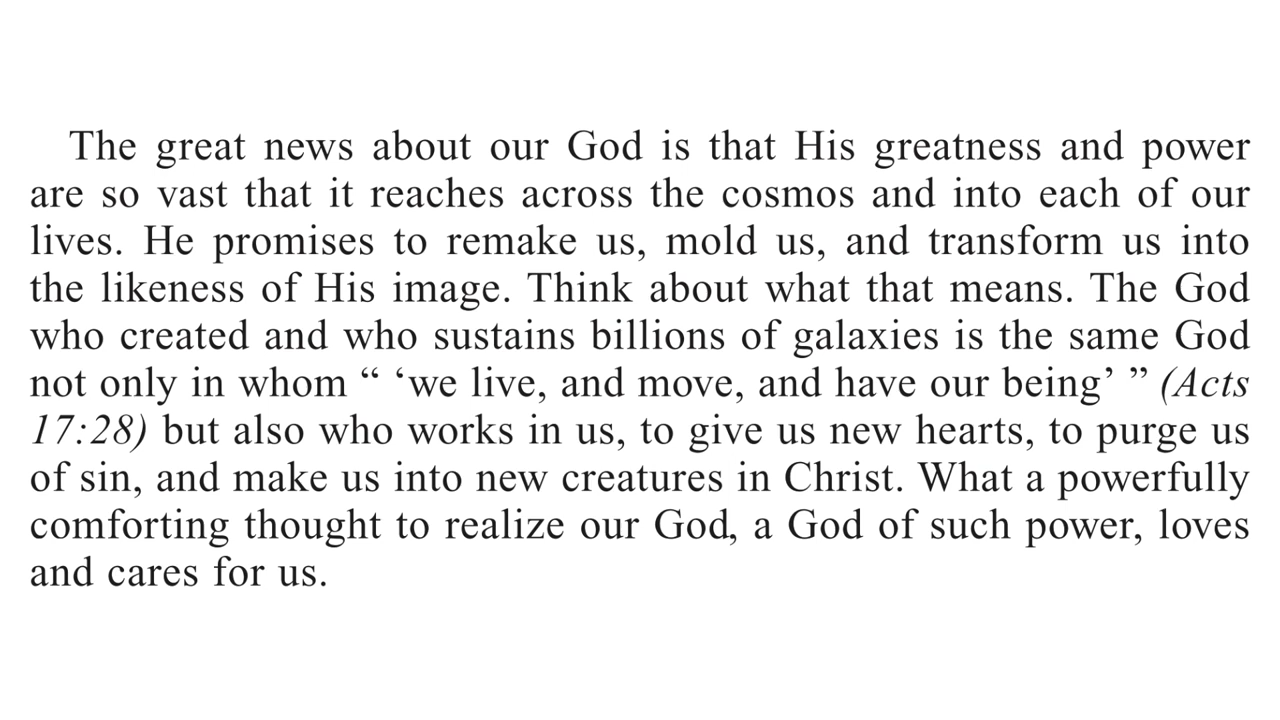 The great news about our God is that His greatness and power
are so vast that it reaches across the cosmos and into each of our
lives. He promises to remake us, mold us, and transform us into
the likeness of His image. Think about what that means. The God
who created and who sustains billions of galaxies is the same God
not only in whom “ ‘we live, and move, and have our being’ ” (Acts
17:28) but also who works in us, to give us new hearts, to purge us
of sin, and make us into new creatures in Christ. What a powerfully
comforting thought to realize our God, a God of such power, loves
and cares for us.